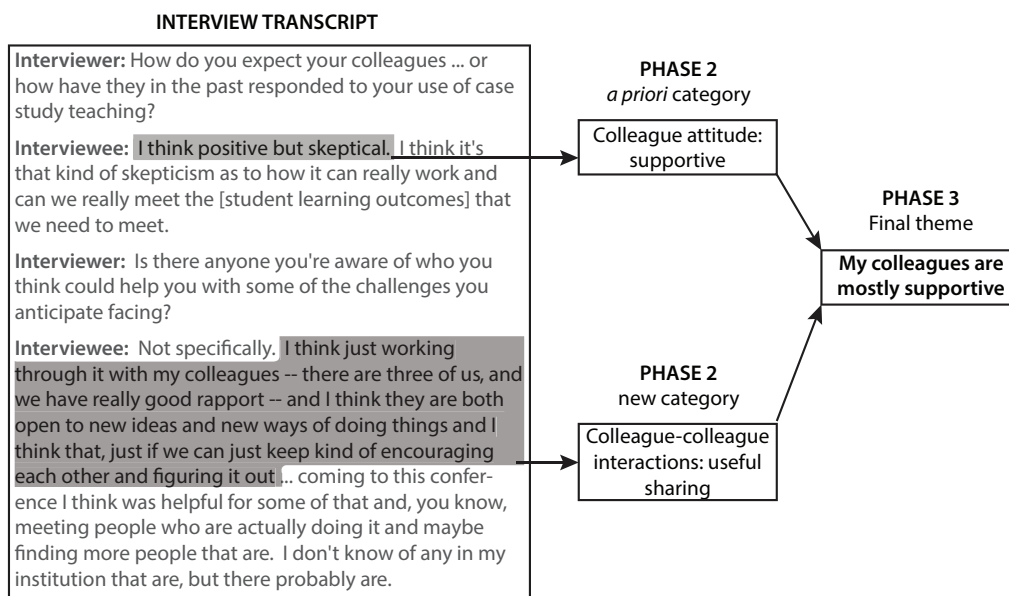 INTERVIEW TRANSCRIPT
Interviewer: How do you expect your colleagues ... or
how have they in the past responded to your use of case
study teaching?
Interviewee: I think positive but skeptical. I think it's
that kind of skepticism as to how it can really work and
can we really meet the [student learning outcomes] that
we need to meet.
Interviewer: Is there anyone you're aware of who you
think could help you with some of the challenges you
anticipate facing?
Interviewee: Not specifically. I think just working
through it with my colleagues -- there are three of us, and
we have really good rapport -- and I think they are both
open to new ideas and new ways of doing things and I
think that, just if we can just keep kind of encouraging
each other and figuring it out ... coming to this confer-
ence I think was helpful for some of that and, you know,
meeting people who are actually doing it and maybe
finding more people that are. I don't know of any in my
institution that are, but there probably are.
PHASE 2
a priori category
Colleague attitude:
supportive
PHASE 2
new category
Colleague-colleague
interactions: useful
sharing
PHASE 3
Final theme
My colleagues are
mostly supportive